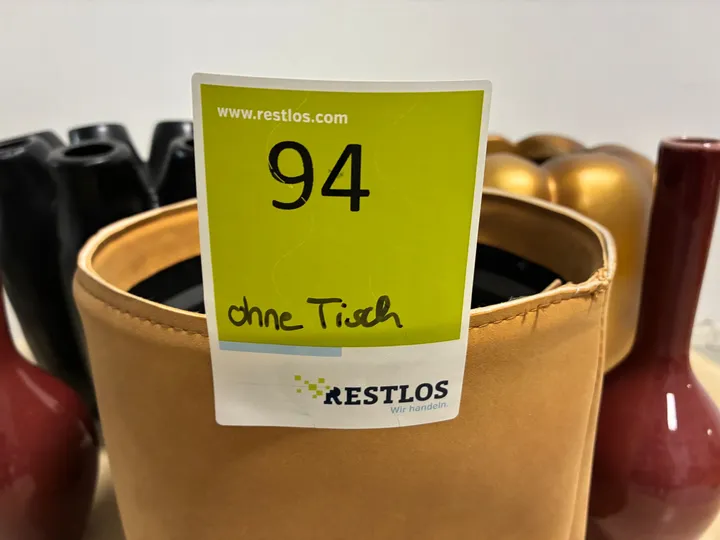 www.restlos.com
94
ohne Tisch
RESTLOS
Wir handeln.